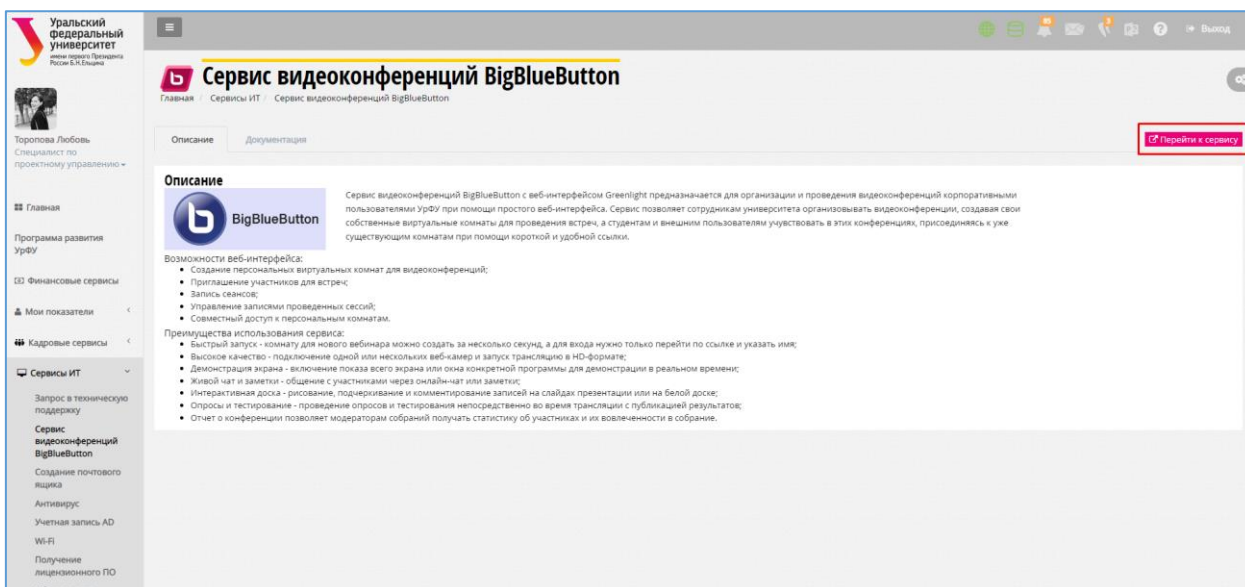 Уральский
федеральный
университет
имени первого Президента
России Б.Н.Ельцина
Выход
Сервис видеоконференций BigBlueButton
Главная / Сервисы ИТ / Сервис видеоконференций BigBlueButton
Торопова Любовь
Специалист по
проектному управлению
Описание
Документация
Перейти к сервису
Главная
Программа развития
УрФУ
Финансовые сервисы
Мои показатели
Кадровые сервисы
Сервисы ИТ
Запрос в техническую
поддержку
Сервис
видеоконференций
BigBlueButton
Создание почтового
ящика
Антивирус
Учетная запись AD
Wi-Fi
Получение
лицензионного ПО
Описание
BigBlueButton
Сервис видеоконференций BigBlueButton с веб-интерфейсом Greenlight предназначается для организации и проведения видеоконференций корпоративными
пользователями УрФУ при помощи простого веб-интерфейса. Сервис позволяет сотрудникам университета организовывать видеоконференции, создавая свои
собственные виртуальные комнаты для проведения встреч, а студентам и внешним пользователям учувствовать в этих конференциях, присоединяясь к уже
существующим комнатам при помощи короткой и удобной ссылки.
Возможности веб-интерфейса:
• Создание персональных виртуальных комнат для видеоконференций;
• Приглашение участников для встреч;
• Запись сеансов;
• Управление записями проведенных сессий;
• Совместный доступ к персональным комнатам.
Преимущества использования сервиса:
• Быстрый запуск - комнату для нового вебинара можно создать за несколько секунд, а для входа нужно только перейти по ссылке и указать имя;
• Высокое качество - подключение одной или нескольких веб-камер и запуск трансляцию в HD-формате;
• Демонстрация экрана - включение показа всего экрана или окна конкретной программы для демонстрации в реальном времени;
• Живой чат и заметки - общение с участниками через онлайн-чат или заметки;
• Интерактивная доска - рисование, подчеркивание и комментирование записей на слайдах презентации или на белой доске;
• Опросы и тестирование - проведение опросов и тестирования непосредственно во время трансляции с публикацией результатов;
• Отчет о конференции позволяет модераторам собраний получать статистику об участниках и их вовлеченности в собрание.